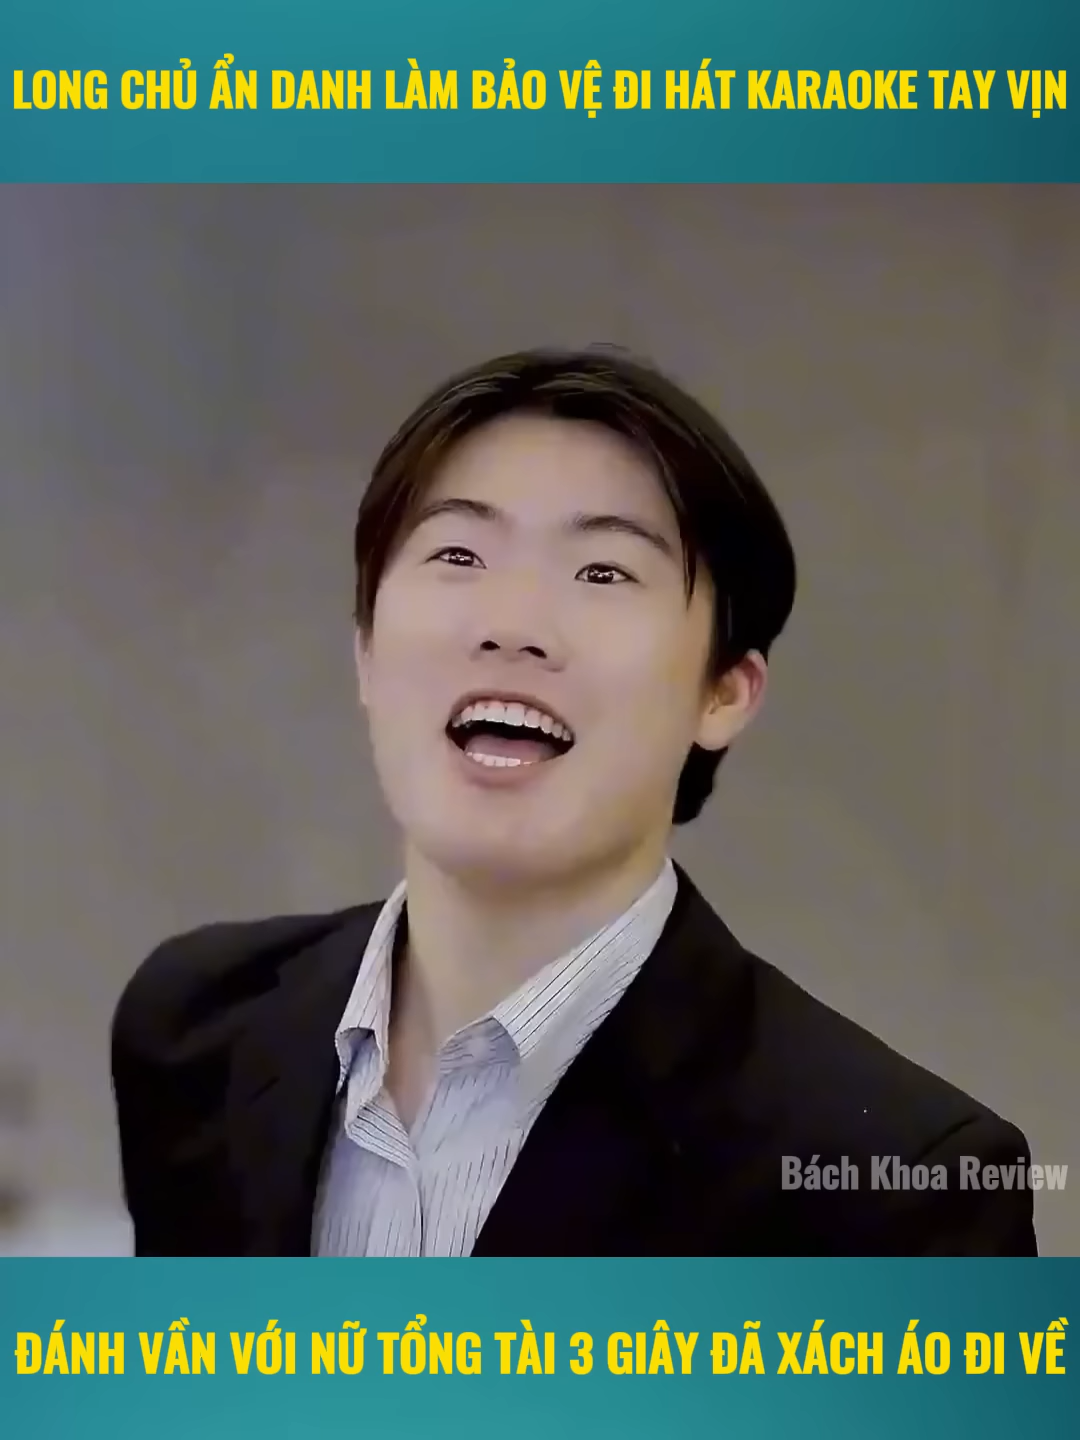 LONG CHỦ ẨN DANH LÀM BẢO VỆ ĐI HÁT KARAOKE TAY VỊN
Bách Khoa Review
ĐÁNH VẦN VỚI NỮ TỔNG TÀI 3 GIÂY ĐÃ XÁCH ÁO ĐI VỀ